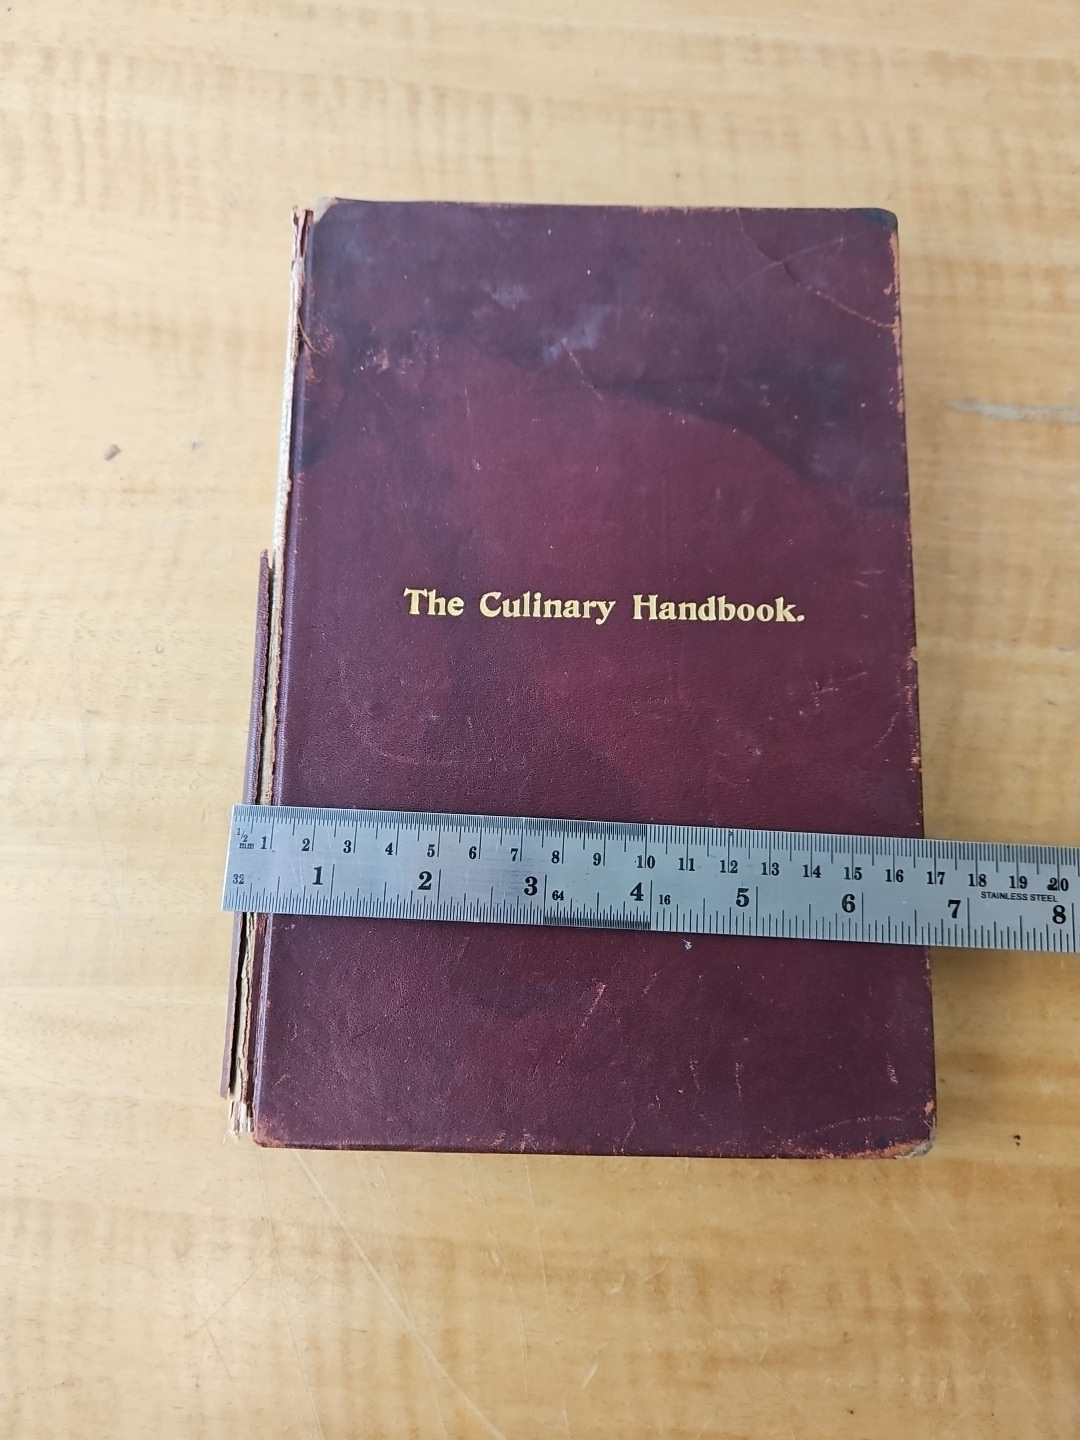 The Culinary Handbook.
1/2 mm 1 2 3 4 5 6 7 8 9 10 11 12 13 14 15 16 17 18 19 20
STAINLESS STEEL
32 1 2 3 64 4 16 5 6 7 8